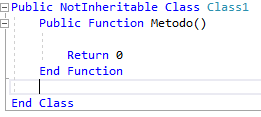 Public NotInheritable Class Class1
Public Function Metodo()
Return 0
End Function
End Class